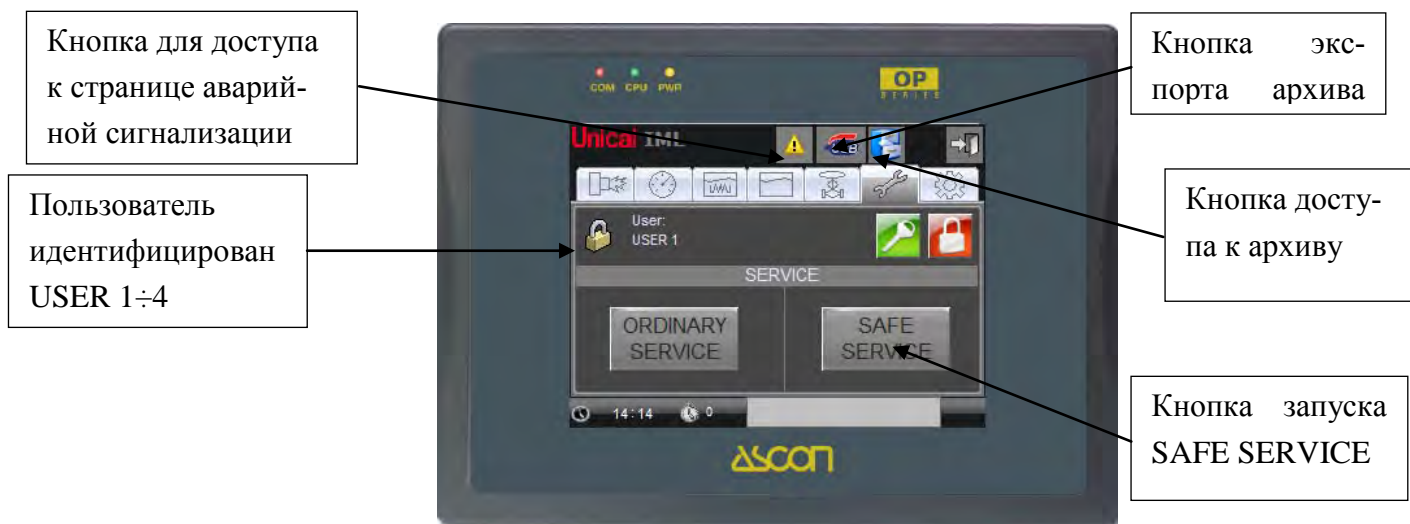 Кнопка для доступа
к странице аварий-
ной сигнализации
Пользователь
идентифицирован
USER 1÷4
COM CPU PWR
OP
SERIES
Unical IML
User:
USER 1
SERVICE
ORDINARY
SERVICE
SAFE
SERVICE
14:14
0
ASCON
Кнопка экс-
порта архива
Кнопка досту-
па к архиву
Кнопка запуска
SAFE SERVICE